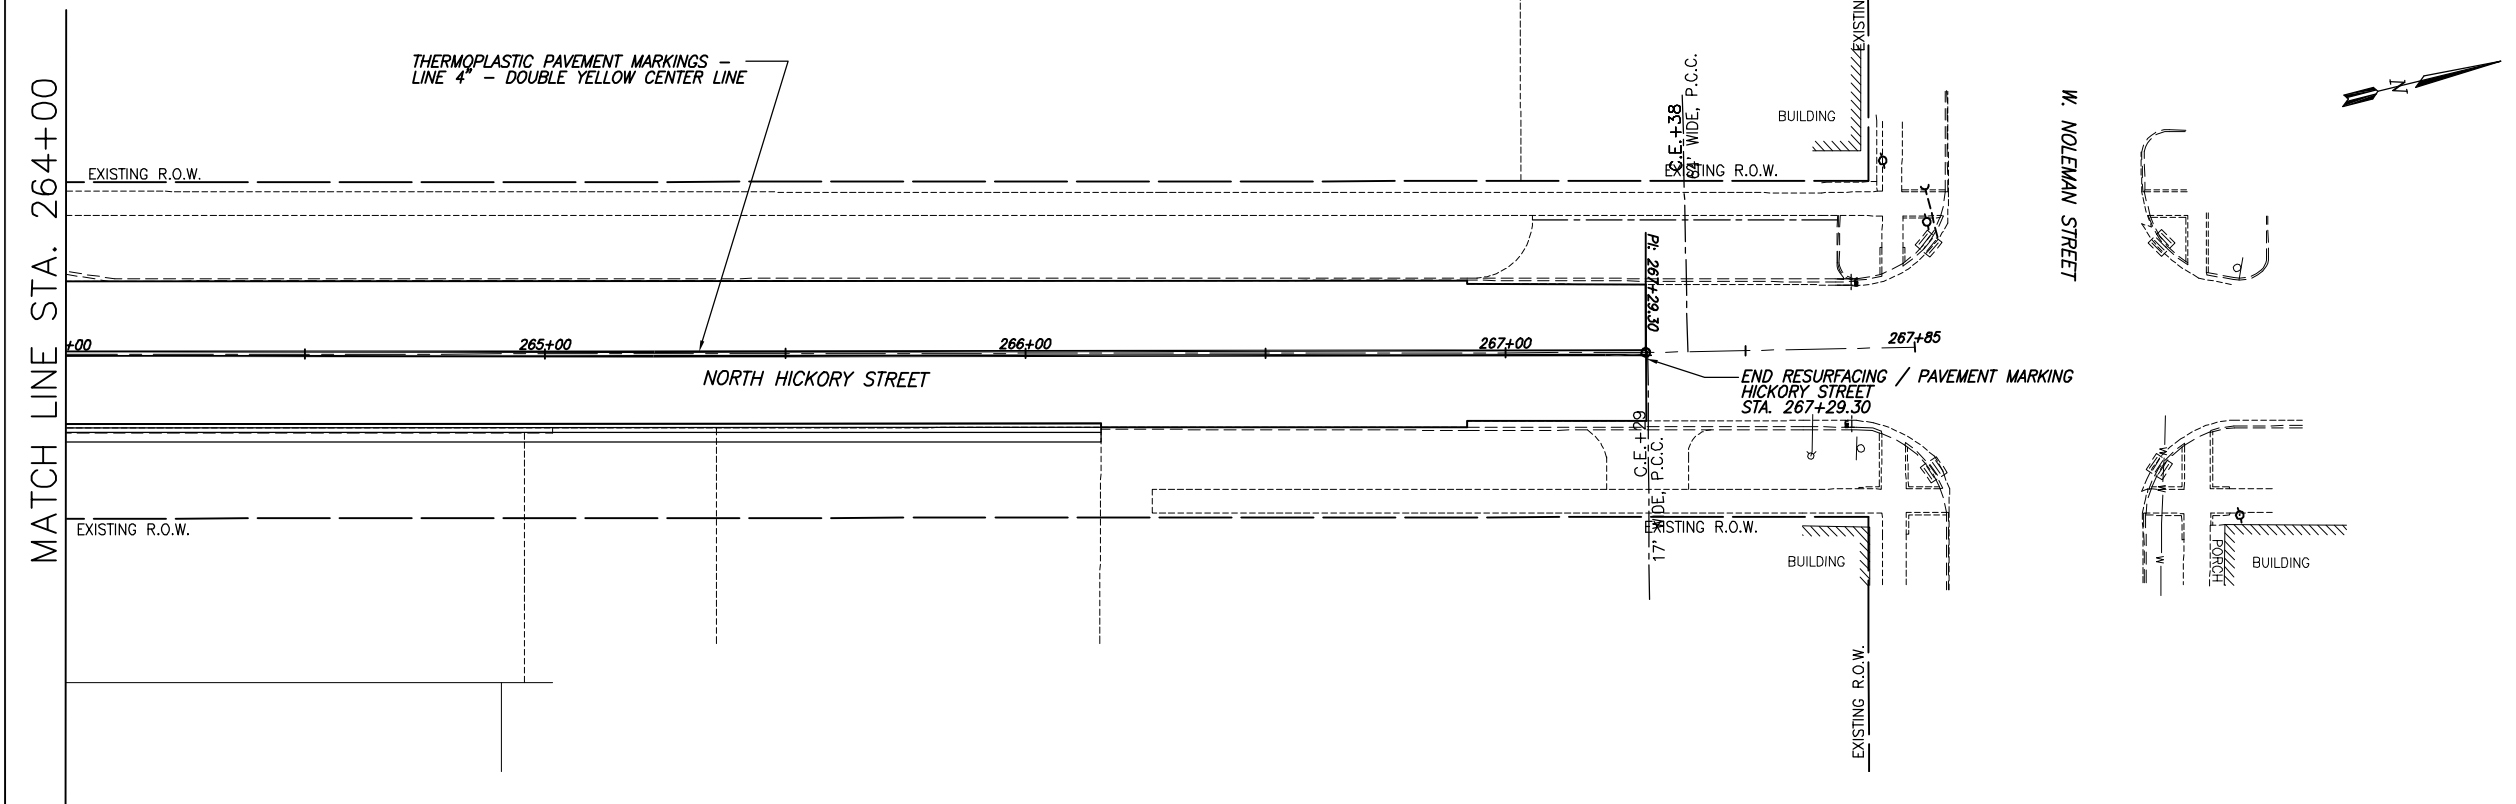 MATCH LINE STA. 264+00
THERMOPLASTIC PAVEMENT MARKINGS -
LINE 4" - DOUBLE YELLOW CENTER LINE
EXISTING R.O.W.
C.E. +38
64' WIDE, P.C.C.
EXISTING R.O.W.
BUILDING
W. NOLEMAN STREET
N
PI: 267+29.30
+00
265+00
266+00
267+00
267+85
NORTH HICKORY STREET
END RESURFACING / PAVEMENT MARKING
HICKORY STREET
STA. 267+29.30
C.E. +29
17' WIDE, P.C.C.
EXISTING R.O.W.
EXISTING R.O.W.
BUILDING
W
W
W
PORCH
BUILDING
EXISTING R.O.W.